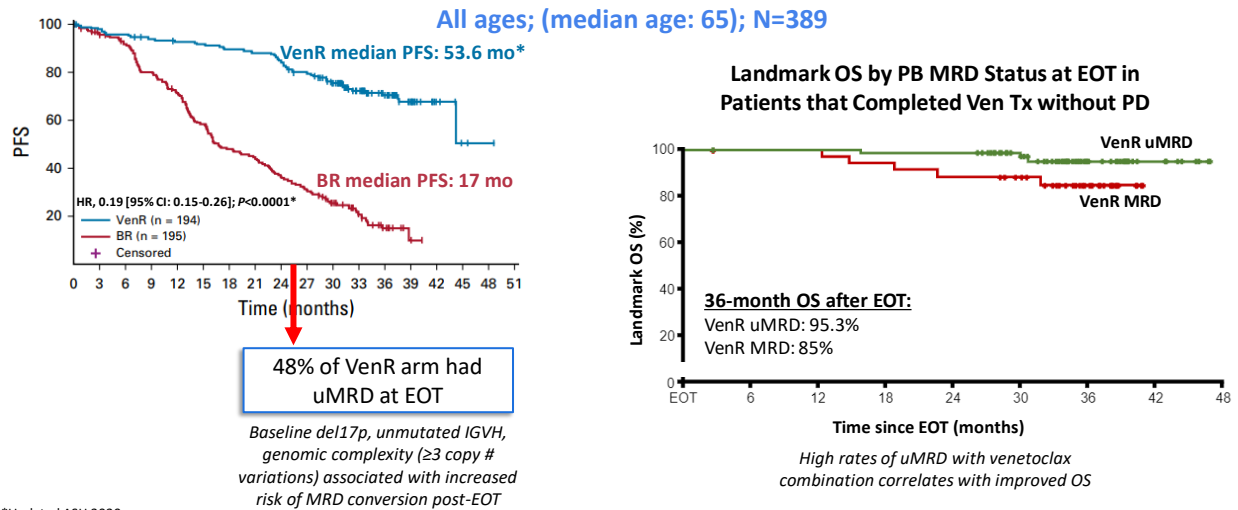 All ages; (median age: 65); N=389
100
80
60
40
20
PFS
VenR median PFS: 53.6 mo*
BR median PFS: 17 mo
HR, 0.19 [95% CI: 0.15-0.26]; P<0.0001*
VenR (n = 194)
BR (n = 195)
Censored
0 3 6 9 12 15 18 21 24 27 30 33 36 39 42 45 48 51
Time (months)
48% of VenR arm had
uMRD at EOT
Baseline del17p, unmutated IGVH,
genomic complexity (≥3 copy #
variations) associated with increased
risk of MRD conversion post-EOT
Landmark OS by PB MRD Status at EOT in
Patients that Completed Ven Tx without PD
100
80
60
40
20
0
Landmark OS (%)
VenR uMRD
VenR MRD
36-month OS after EOT:
VenR uMRD: 95.3%
VenR MRD: 85%
EOT 6 12 18 24 30 36 42 48
Time since EOT (months)
High rates of uMRD with venetoclax
combination correlates with improved OS